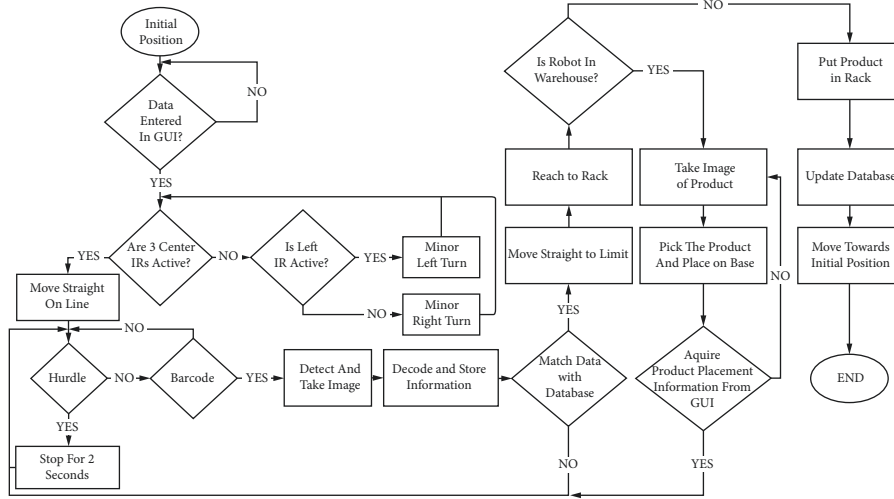 Initial
Position
NO
Data
Entered
In GUI?
YES
Are 3 Center
IRs Active?
YES
NO
Is Left
IR Active?
YES
Minor
Left Turn
NO
Minor
Right Turn
Move Straight
On Line
NO
Hurdle
NO
Barcode
YES
Detect And
Take Image
Decode and Store
Information
YES
Stop For 2
Seconds
Match Data
with
Database
NO
YES
Move Straight to Limit
Reach to Rack
Is Robot In
Warehouse?
NO
YES
Take Image
of Product
Pick The Product
And Place on Base
NO
Aquire
Product Placement
Information From
GUI
YES
Put Product
in Rack
Update Database
Move Towards
Initial Position
END